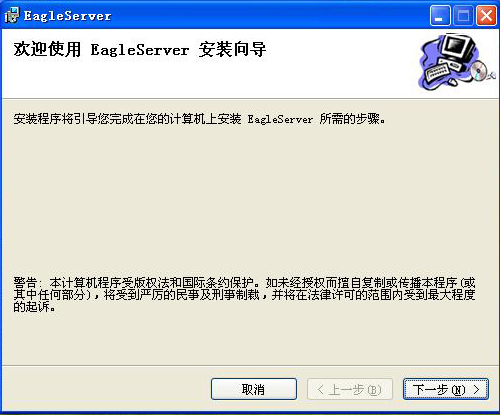 EagleServer
欢迎使用 EagleServer 安装向导
安装程序将引导您完成在您的计算机上安装 EagleServer 所需的步骤。
警告: 本计算机程序受版权法和国际条约保护。如未经授权而擅自复制或传播本程序(或
其中任何部分)，将受到严厉的民事及刑事制裁，并将在法律许可的范围内受到最大程度
的起诉。
取消
< 上一步(B)
下一步(N) >